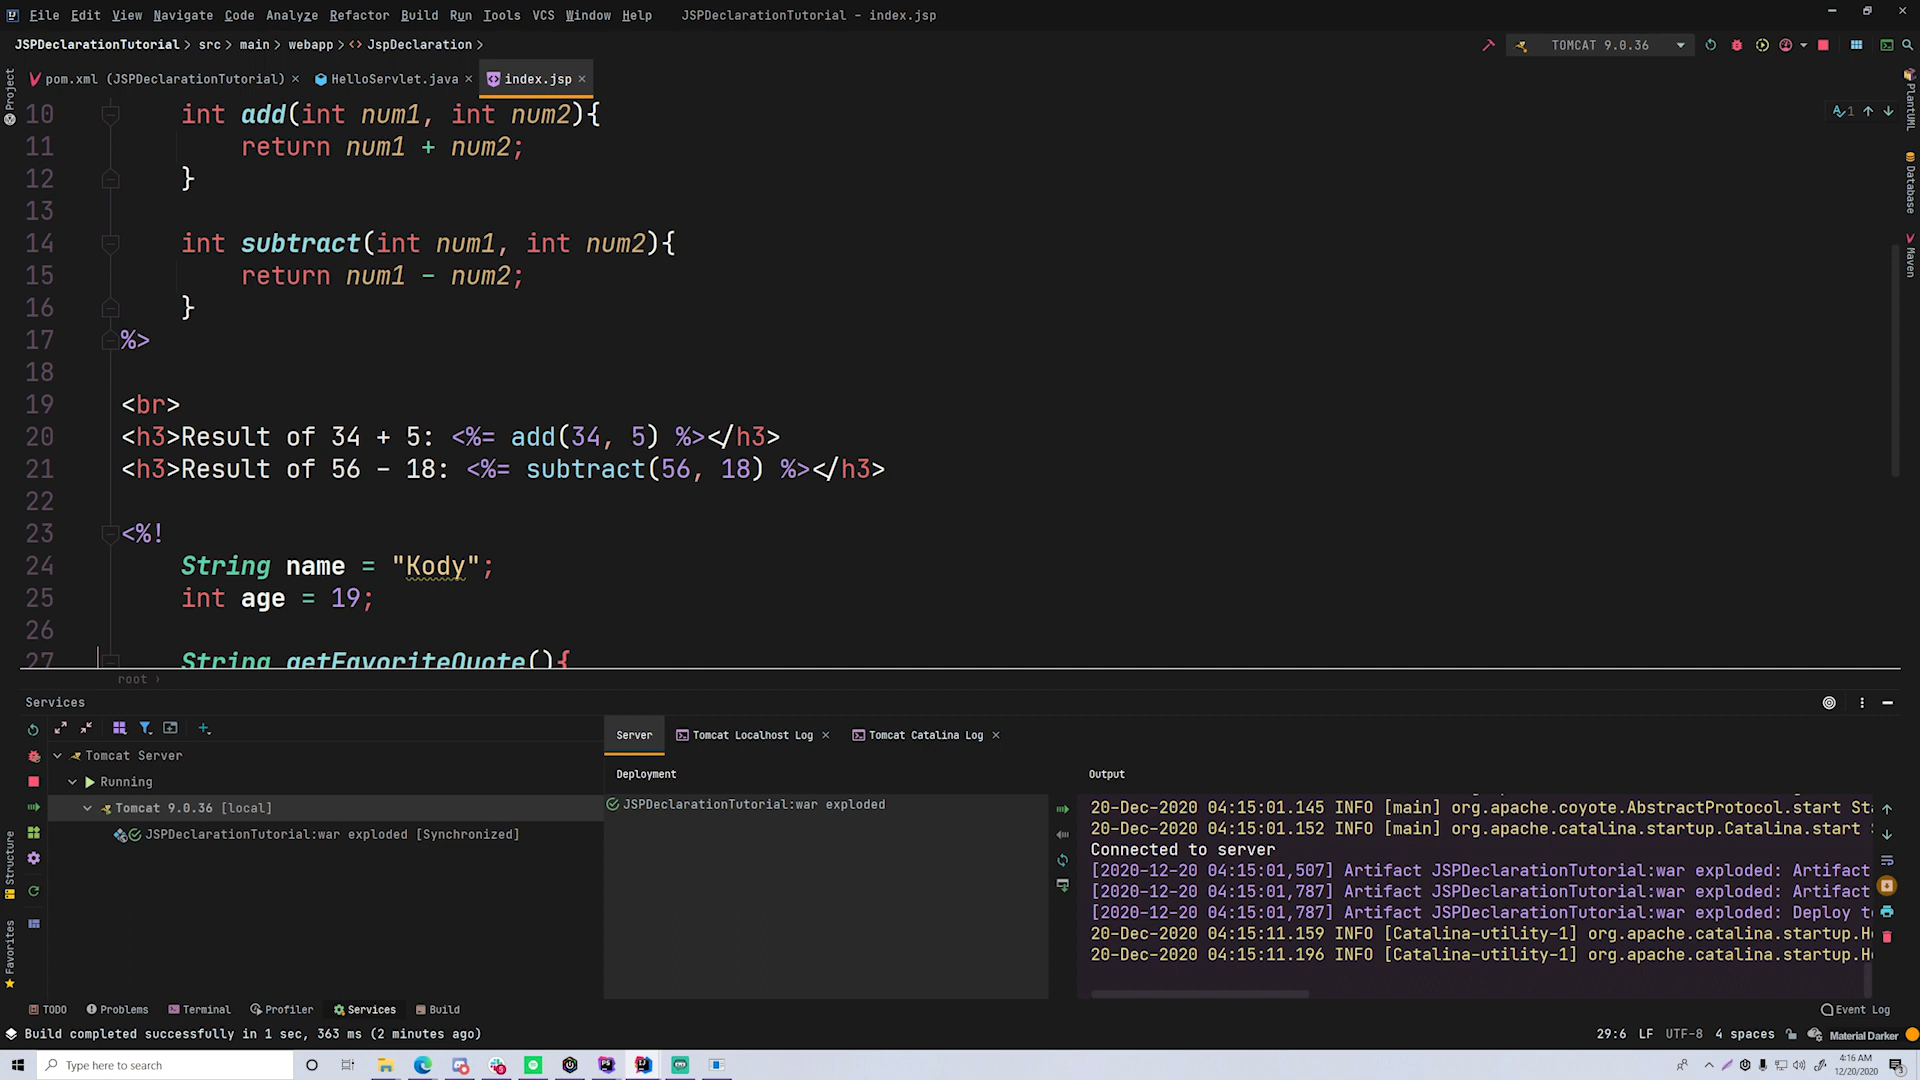 File Edit View Navigate Code Analyze Refactor Build Run Tools VCS Window Help JSPDeclarationTutorial - index.jsp
JSPDeclarationTutorial > src > main > webapp > <> JspDeclaration >
TOMCAT 9.0.36
Project
pom.xml (JSPDeclarationTutorial) × HelloServlet.java × index.jsp ×
10 int add(int num1, int num2){
11 return num1 + num2;
12 }
13
14 int subtract(int num1, int num2){
15 return num1 - num2;
16 }
17 %>
18
19 <br>
20 <h3>Result of 34 + 5: <%= add(34, 5) %></h3>
21 <h3>Result of 56 - 18: <%= subtract(56, 18) %></h3>
22
23 <%!
24 String name = "Kody";
25 int age = 19;
26
27 String getFavoriteQuote(){
1
PlantUML
Database
Maven
root ›
Services
Tomcat Server
Running
Tomcat 9.0.36 [local]
JSPDeclarationTutorial:war exploded [Synchronized]
Server Tomcat Localhost Log × Tomcat Catalina Log ×
Deployment
JSPDeclarationTutorial:war exploded
Output
20-Dec-2020 04:15:01.145 INFO [main] org.apache.coyote.AbstractProtocol.start Sta
20-Dec-2020 04:15:01.152 INFO [main] org.apache.catalina.startup.Catalina.start
Connected to server
[2020-12-20 04:15:01,507] Artifact JSPDeclarationTutorial:war exploded: Artifact
[2020-12-20 04:15:01,787] Artifact JSPDeclarationTutorial:war exploded: Artifact
[2020-12-20 04:15:01,787] Artifact JSPDeclarationTutorial:war exploded: Deploy to
20-Dec-2020 04:15:11.159 INFO [Catalina-utility-1] org.apache.catalina.startup.Ho
20-Dec-2020 04:15:11.196 INFO [Catalina-utility-1] org.apache.catalina.startup.Ho
Structure
Favorites
TODO Problems Terminal Profiler Services Build Event Log
Build completed successfully in 1 sec, 363 ms (2 minutes ago) 29:6 LF UTF-8 4 spaces Material Darker
Type here to search
4:16 AM
12/20/2020
3